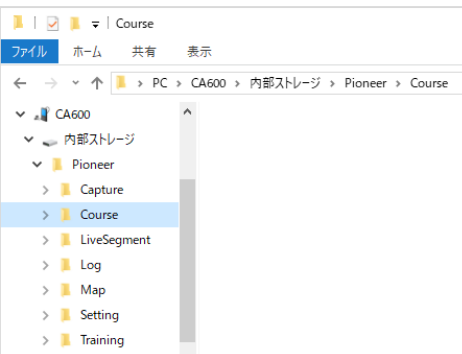 Course
ファイル ホーム 共有 表示
PC > CA600 > 内部ストレージ > Pioneer > Course
CA600
内部ストレージ
Pioneer
Capture
Course
LiveSegment
Log
Map
Setting
Training